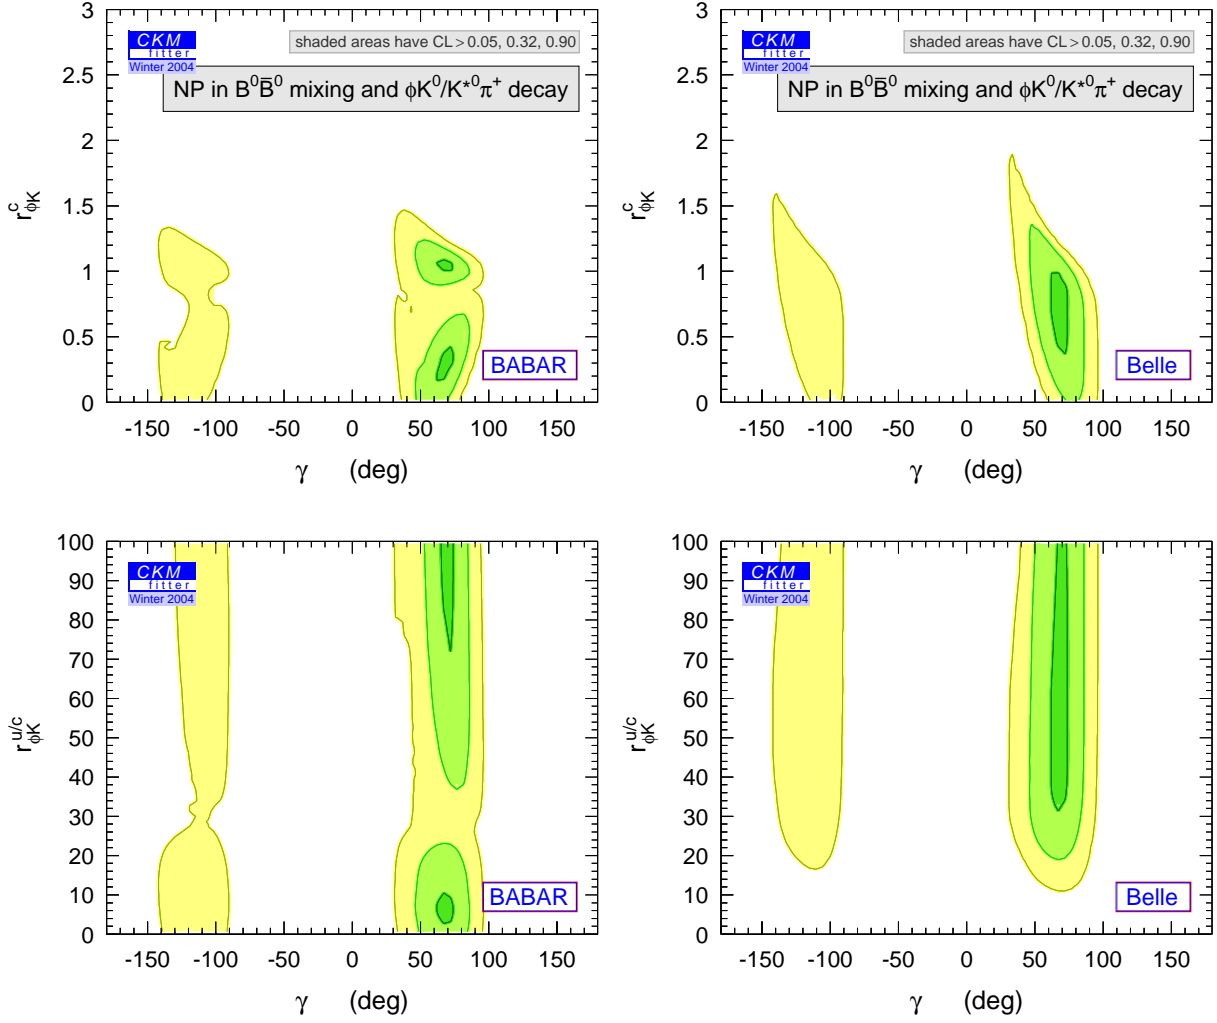 3
2.5
2
1.5
1
0.5
0
-150 -100 -50 0 50 100 150
γ (deg)
r^c_ϕK
CKM
fitter
Winter 2004
shaded areas have CL > 0.05, 0.32, 0.90
NP in B⁰B̅⁰ mixing and ϕK⁰/K*⁰π⁺ decay
BABAR
3
2.5
2
1.5
1
0.5
0
-150 -100 -50 0 50 100 150
γ (deg)
r^c_ϕK
CKM
fitter
Winter 2004
shaded areas have CL > 0.05, 0.32, 0.90
NP in B⁰B̅⁰ mixing and ϕK⁰/K*⁰π⁺ decay
Belle
100
90
80
70
60
50
40
30
20
10
0
-150 -100 -50 0 50 100 150
γ (deg)
r^u/c_ϕK
CKM
fitter
Winter 2004
BABAR
100
90
80
70
60
50
40
30
20
10
0
-150 -100 -50 0 50 100 150
γ (deg)
r^u/c_ϕK
CKM
fitter
Winter 2004
Belle